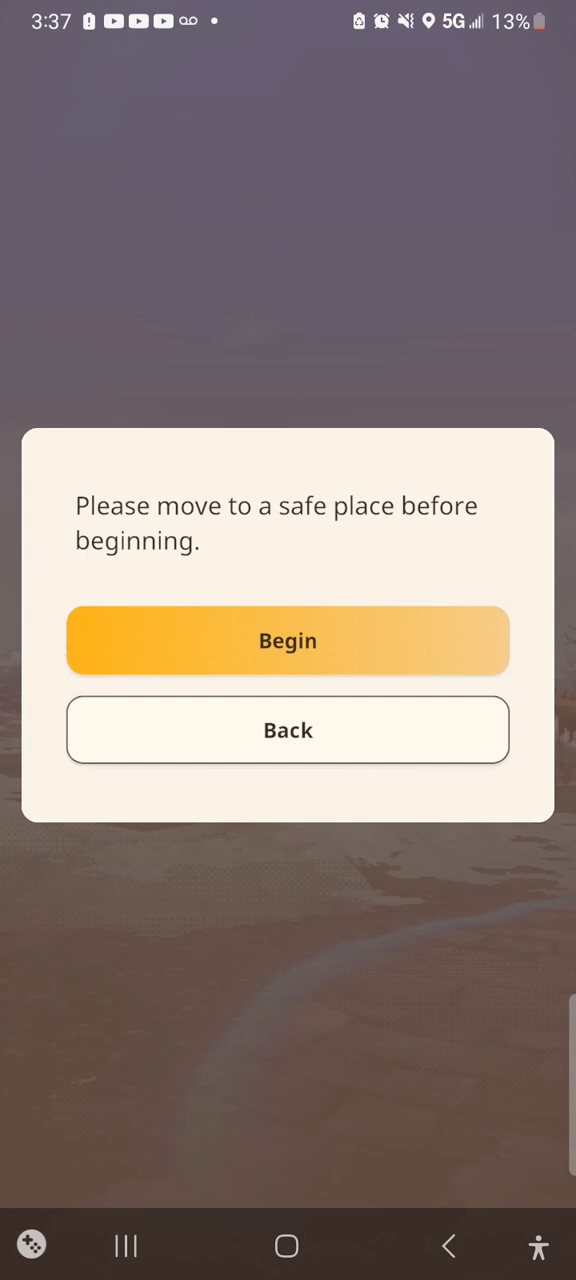 3:37 5G 13%
Please move to a safe place before
beginning.
Begin
Back